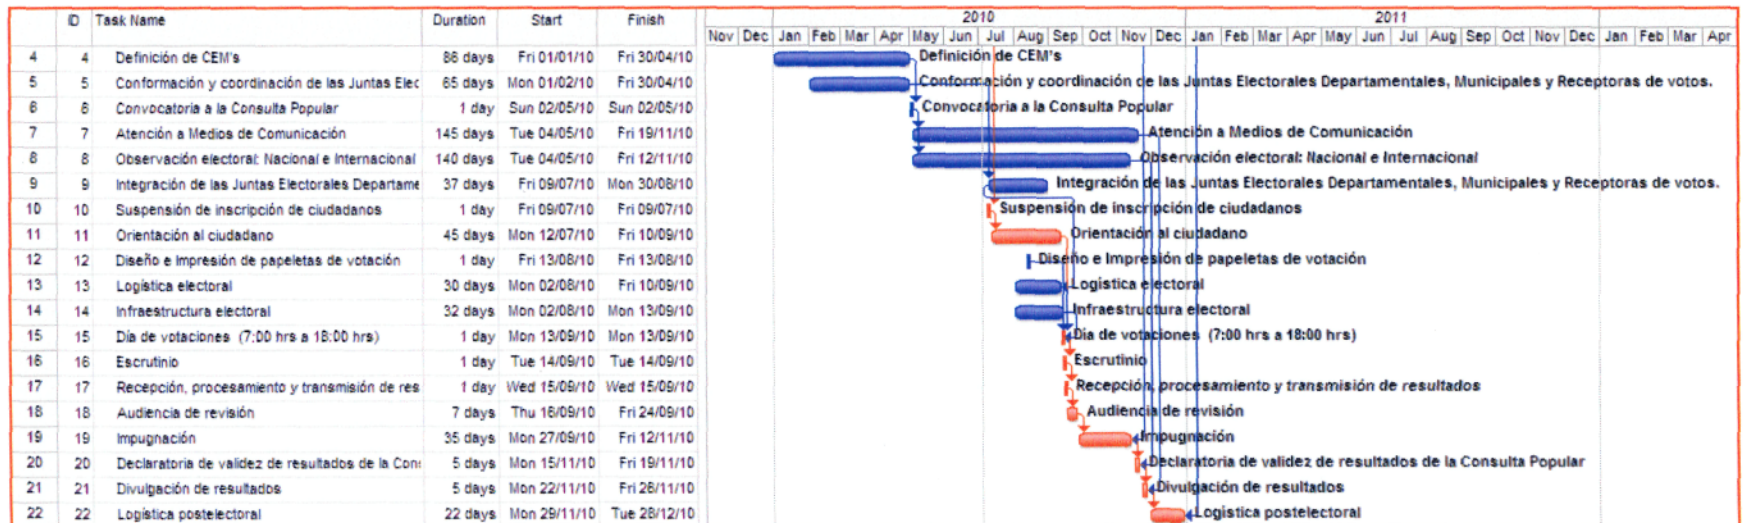 ID Task Name Duration Start Finish 2010 2011
Nov Dec Jan Feb Mar Apr May Jun Jul Aug Sep Oct Nov Dec Jan Feb Mar Apr May Jun Jul Aug Sep Oct Nov Dec Jan Feb Mar Apr
4 4 Definición de CEM's 86 days Fri 01/01/10 Fri 30/04/10 Definición de CEM's
5 5 Conformación y coordinación de las Juntas Elec 65 days Mon 01/02/10 Fri 30/04/10 Conformación y coordinación de las Juntas Electorales Departamentales, Municipales y Receptoras de votos.
6 6 Convocatoria a la Consulta Popular 1 day Sun 02/05/10 Sun 02/05/10 Convocatoria a la Consulta Popular
7 7 Atención a Medios de Comunicación 145 days Tue 04/05/10 Fri 19/11/10 Atención a Medios de Comunicación
8 8 Observación electoral: Nacional e Internacional 140 days Tue 04/05/10 Fri 12/11/10 Observación electoral: Nacional e Internacional
9 9 Integración de las Juntas Electorales Departame 37 days Fri 09/07/10 Mon 30/08/10 Integración de las Juntas Electorales Departamentales, Municipales y Receptoras de votos.
10 10 Suspensión de inscripción de ciudadanos 1 day Fri 09/07/10 Fri 09/07/10 Suspensión de inscripción de ciudadanos
11 11 Orientación al ciudadano 45 days Mon 12/07/10 Fri 10/09/10 Orientación al ciudadano
12 12 Diseño e Impresión de papeletas de votación 1 day Fri 13/08/10 Fri 13/08/10 Diseño e Impresión de papeletas de votación
13 13 Logística electoral 30 days Mon 02/08/10 Fri 10/09/10 Logística electoral
14 14 Infraestructura electoral 32 days Mon 02/08/10 Mon 13/09/10 Infraestructura electoral
15 15 Día de votaciones (7:00 hrs a 18:00 hrs) 1 day Mon 13/09/10 Mon 13/09/10 Día de votaciones (7:00 hrs a 18:00 hrs)
16 16 Escrutinio 1 day Tue 14/09/10 Tue 14/09/10 Escrutinio
17 17 Recepción, procesamiento y transmisión de res 1 day Wed 15/09/10 Wed 15/09/10 Recepción, procesamiento y transmisión de resultados
18 18 Audiencia de revisión 7 days Thu 16/09/10 Fri 24/09/10 Audiencia de revisión
19 19 Impugnación 35 days Mon 27/09/10 Fri 12/11/10 Impugnación
20 20 Declaratoria de validez de resultados de la Con 5 days Mon 15/11/10 Fri 19/11/10 Declaratoria de validez de resultados de la Consulta Popular
21 21 Divulgación de resultados 5 days Mon 22/11/10 Fri 26/11/10 Divulgación de resultados
22 22 Logística postelectoral 22 days Mon 29/11/10 Tue 28/12/10 Logística postelectoral